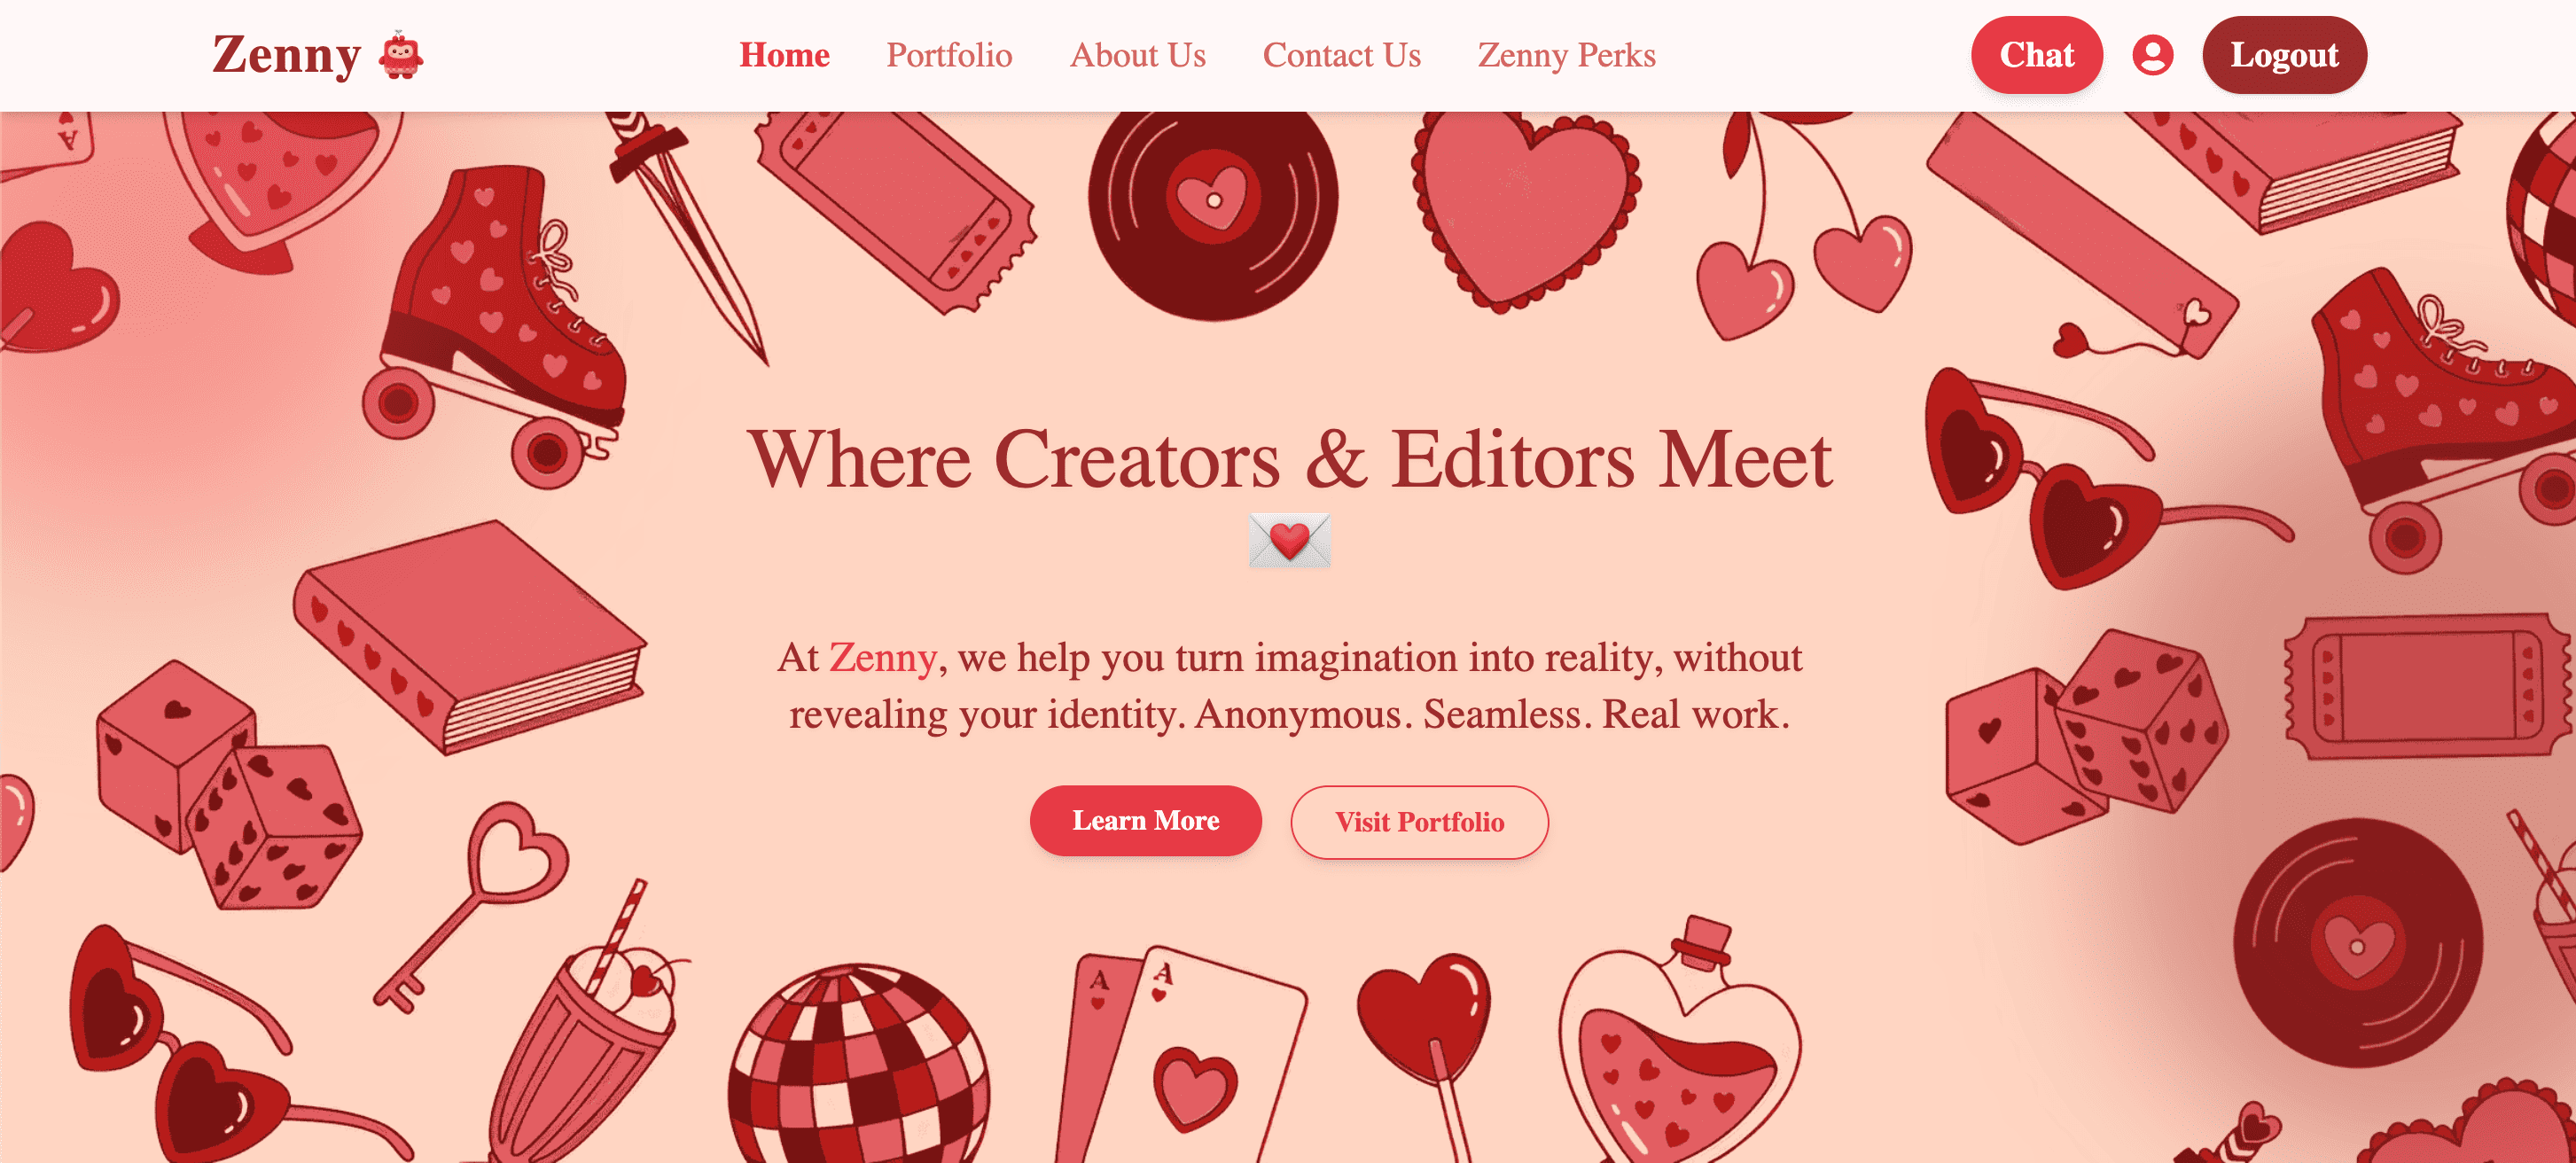 Zenny
Home Portfolio About Us Contact Us Zenny Perks
Chat
Logout
A
Where Creators & Editors Meet
At Zenny, we help you turn imagination into reality, without
revealing your identity. Anonymous. Seamless. Real work.
Learn More
Visit Portfolio
A
A